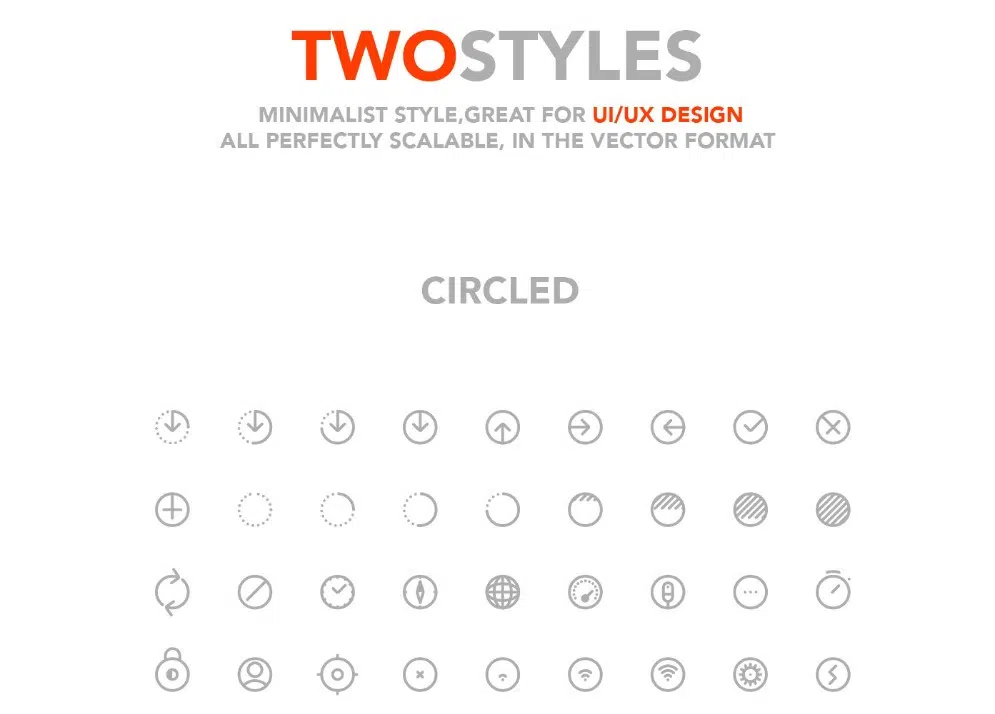 TWOSTYLES
MINIMALIST STYLE,GREAT FOR UI/UX DESIGN
ALL PERFECTLY SCALABLE, IN THE VECTOR FORMAT
CIRCLED